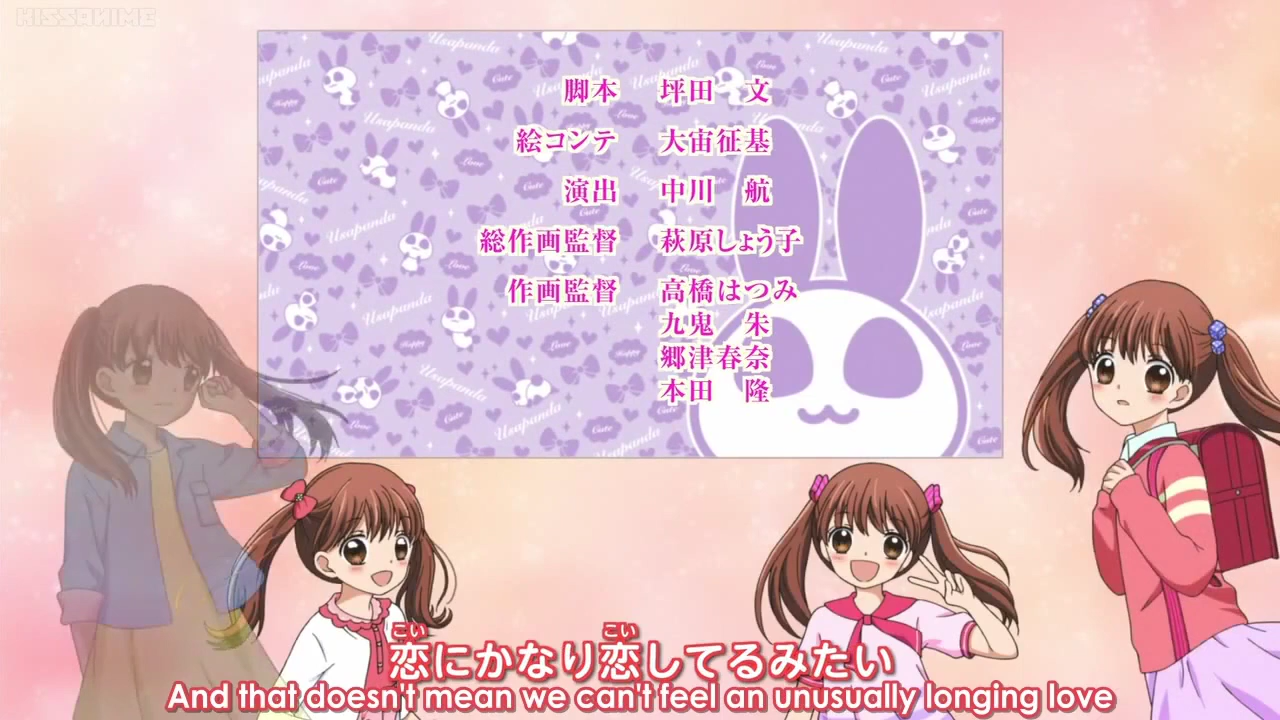 KISSANIME
脚本 坪田 文
絵コンテ 大宙征基
演出 中川 航
総作画監督 萩原しょう子
作画監督 高橋はつみ
九鬼 朱
郷津春奈
本田 隆
Usapanda
Cute
Love
Happy
こい こい
恋にかなり恋してるみたい
And that doesn't mean we can't feel an unusually longing love